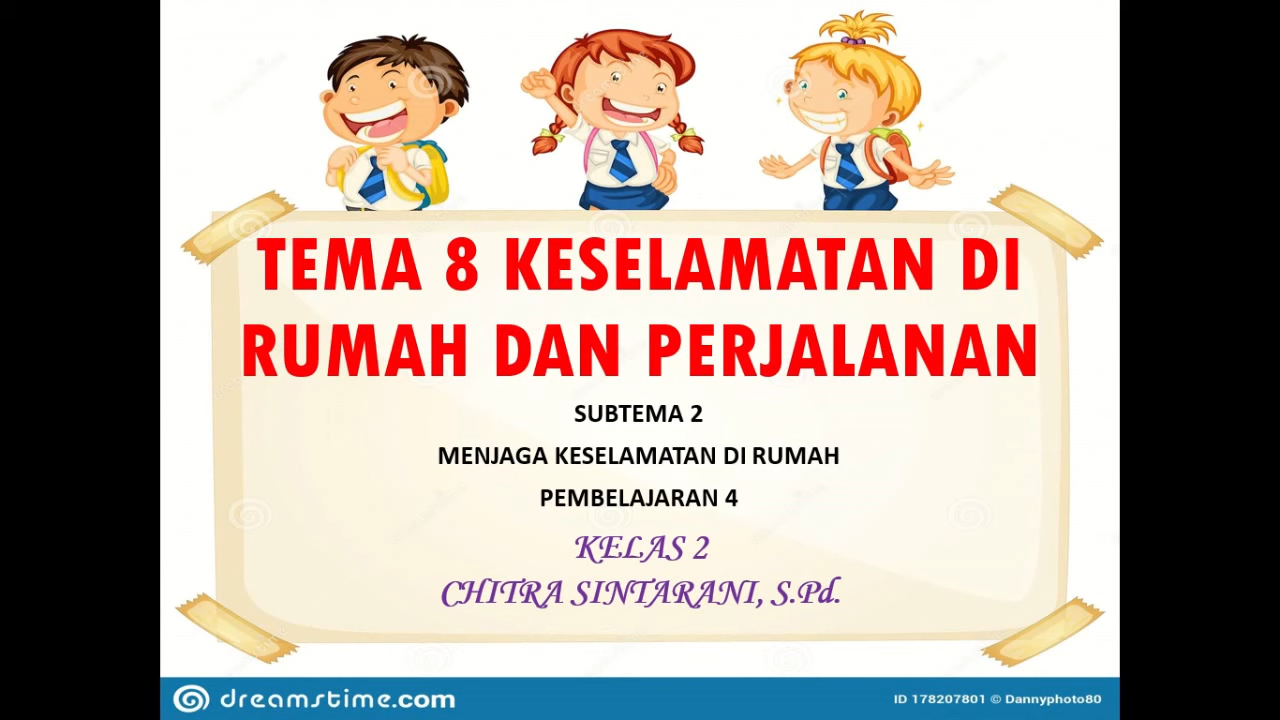 TEMA 8 KESELAMATAN DI
RUMAH DAN PERJALANAN
SUBTEMA 2
MENJAGA KESELAMATAN DI RUMAH
PEMBELAJARAN 4
KELAS 2
CHITRA SINTARANI, S.Pd.
dreamstime.com
ID 178207801 © Dannyphoto80